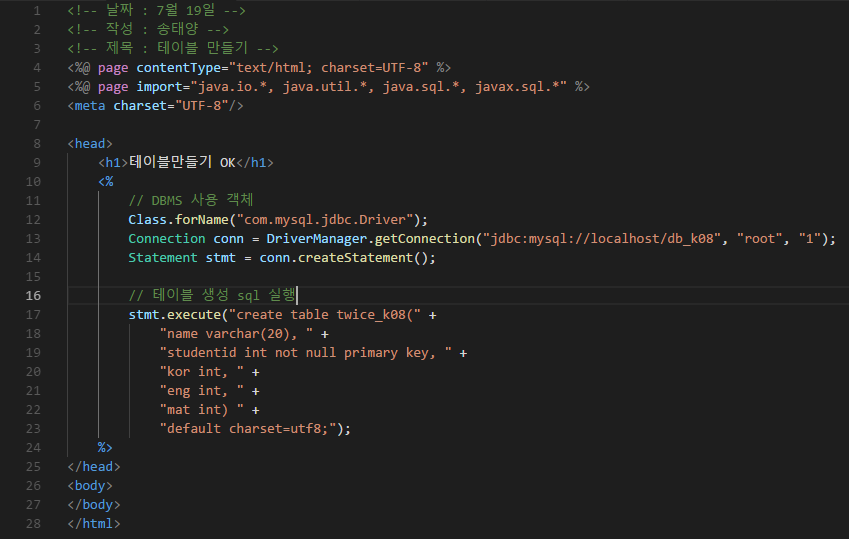 1 <!-- 날짜 : 7월 19일 -->
2 <!-- 작성 : 송태양 -->
3 <!-- 제목 : 테이블 만들기 -->
4 <%@ page contentType="text/html; charset=UTF-8" %>
5 <%@ page import="java.io.*, java.util.*, java.sql.*, javax.sql.*" %>
6 <meta charset="UTF-8"/>
7
8 <head>
9 <h1>테이블만들기 OK</h1>
10 <%
11 // DBMS 사용 객체
12 Class.forName("com.mysql.jdbc.Driver");
13 Connection conn = DriverManager.getConnection("jdbc:mysql://localhost/db_k08", "root", "1");
14 Statement stmt = conn.createStatement();
15
16 // 테이블 생성 sql 실행
17 stmt.execute("create table twice_k08(" +
18 "name varchar(20), " +
19 "studentid int not null primary key, " +
20 "kor int, " +
21 "eng int, " +
22 "mat int) " +
23 "default charset=utf8;");
24 %>
25 </head>
26 <body>
27 </body>
28 </html>